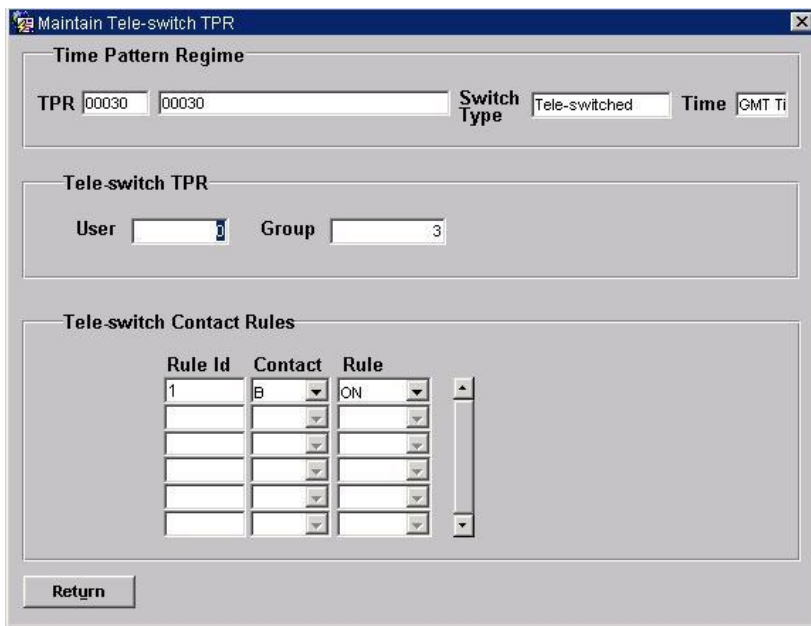 Maintain Tele-switch TPR
Time Pattern Regime
TPR 00030 00030 Switch Type Tele-switched Time GMT Ti
Tele-switch TPR
User 0 Group 3
Tele-switch Contact Rules
Rule Id Contact Rule
1 B ON
Return